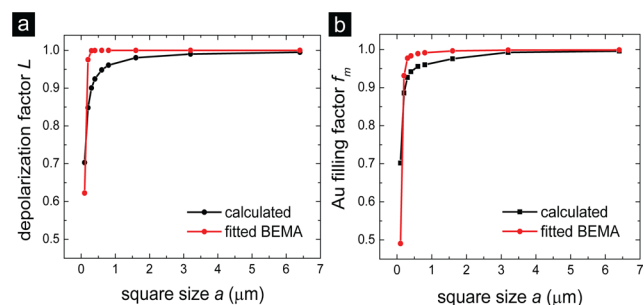 a
depolarization factor L
1.0
0.9
0.8
0.7
0.6
0.5
calculated
fitted BEMA
0 1 2 3 4 5 6 7
square size a (μm)
b
Au filling factor fm
1.0
0.9
0.8
0.7
0.6
0.5
calculated
fitted BEMA
0 1 2 3 4 5 6 7
square size a (μm)